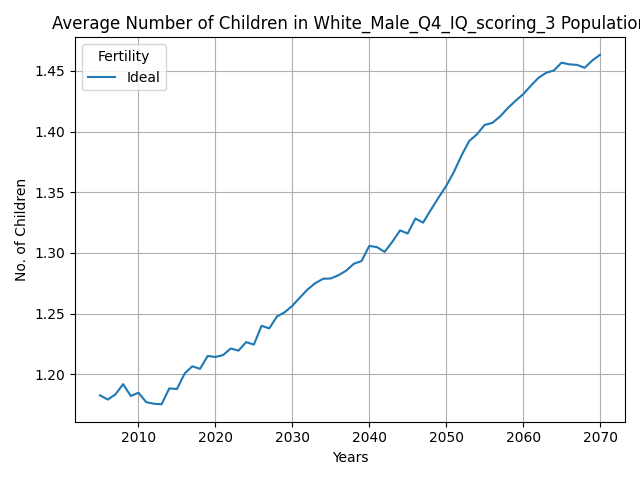 Average Number of Children in White_Male_Q4_IQ_scoring_3 Population
Fertility
Ideal
No. of Children
1.45
1.40
1.35
1.30
1.25
1.20
2010 2020 2030 2040 2050 2060 2070
Years